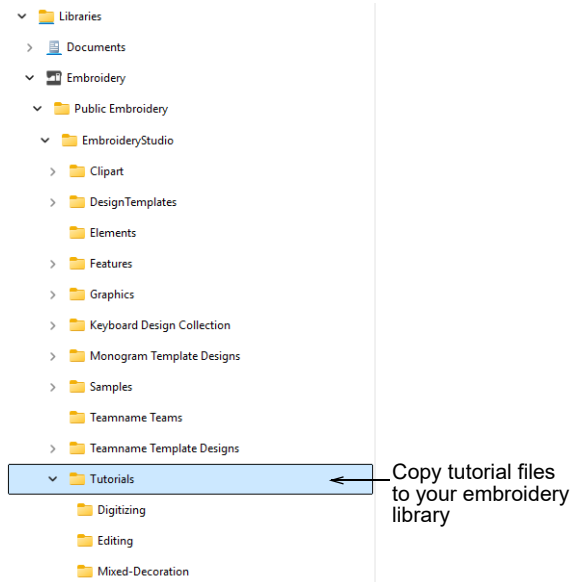 Libraries
Documents
Embroidery
Public Embroidery
EmbroideryStudio
Clipart
DesignTemplates
Elements
Features
Graphics
Keyboard Design Collection
Monogram Template Designs
Samples
Teamname Teams
Teamname Template Designs
Tutorials
Copy tutorial files
to your embroidery
library
Digitizing
Editing
Mixed-Decoration